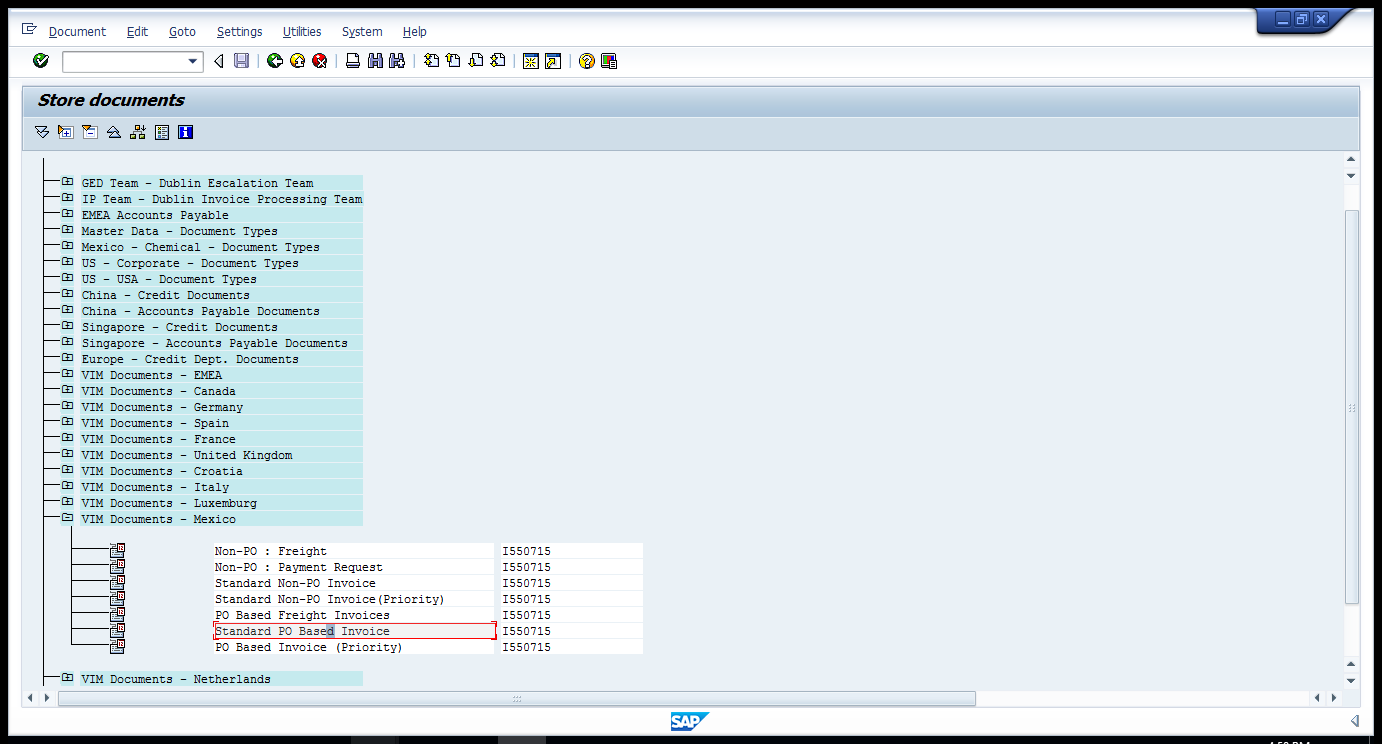 Document Edit Goto Settings Utilities System Help
Store documents
GED Team - Dublin Escalation Team
IP Team - Dublin Invoice Processing Team
EMEA Accounts Payable
Master Data - Document Types
Mexico - Chemical - Document Types
US - Corporate - Document Types
US - USA - Document Types
China - Credit Documents
China - Accounts Payable Documents
Singapore - Credit Documents
Singapore - Accounts Payable Documents
Europe - Credit Dept. Documents
VIM Documents - EMEA
VIM Documents - Canada
VIM Documents - Germany
VIM Documents - Spain
VIM Documents - France
VIM Documents - United Kingdom
VIM Documents - Croatia
VIM Documents - Italy
VIM Documents - Luxemburg
VIM Documents - Mexico
Non-PO : Freight I550715
Non-PO : Payment Request I550715
Standard Non-PO Invoice I550715
Standard Non-PO Invoice(Priority) I550715
PO Based Freight Invoices I550715
Standard PO Based Invoice I550715
PO Based Invoice (Priority) I550715
VIM Documents - Netherlands
SAP